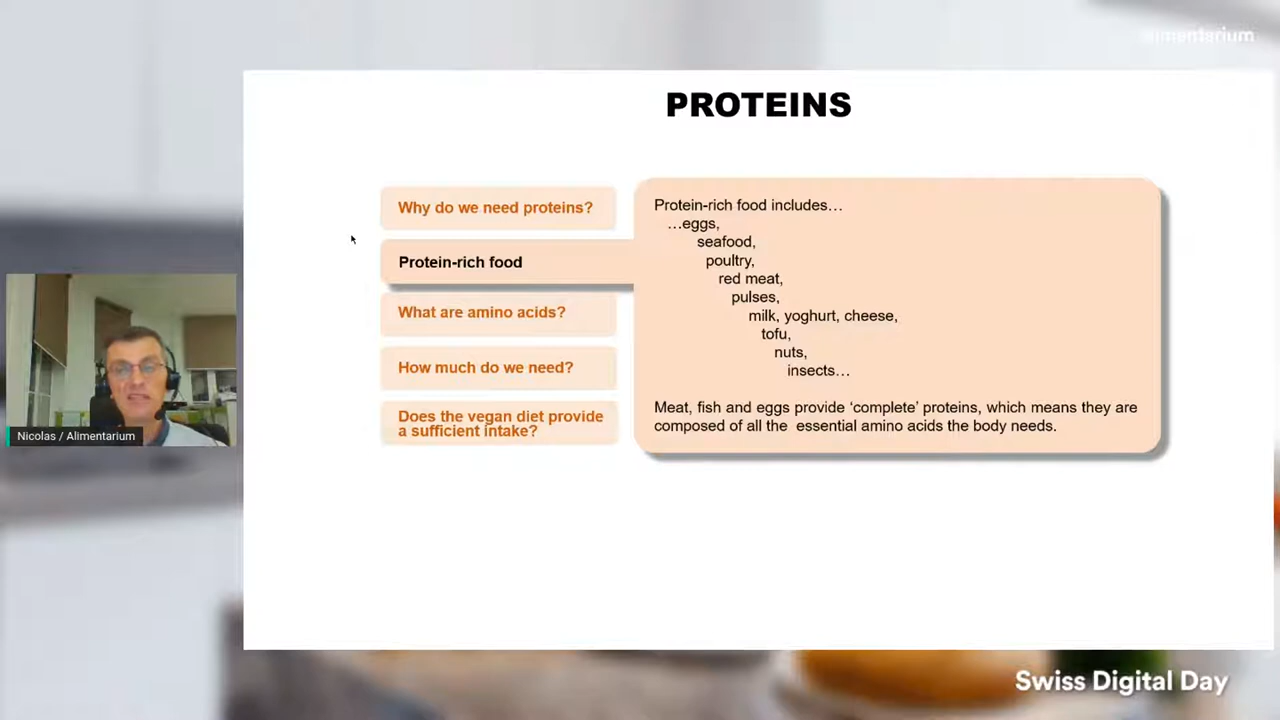 alimentarium
PROTEINS
Why do we need proteins?
Protein-rich food
What are amino acids?
How much do we need?
Does the vegan diet provide
a sufficient intake?
Protein-rich food includes…
…eggs,
seafood,
poultry,
red meat,
pulses,
milk, yoghurt, cheese,
tofu,
nuts,
insects…
Meat, fish and eggs provide ‘complete’ proteins, which means they are
composed of all the essential amino acids the body needs.
Nicolas / Alimentarium
Swiss Digital Day